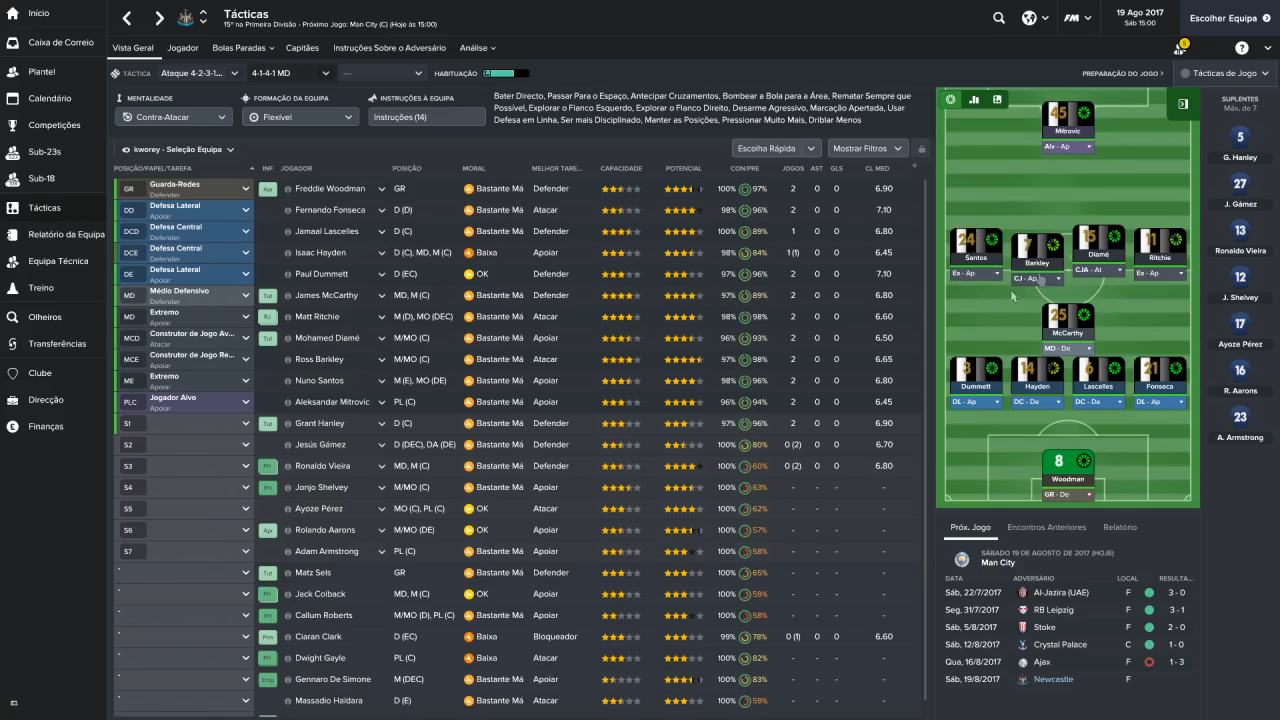 Início
Caixa de Correio
Plantel
Calendário
Competições
Sub-23s
Sub-18
Tácticas
Relatório da Equipa
Equipa Técnica
Treino
Olheiros
Transferências
Clube
Direcção
Finanças
Tácticas
15º na Primeira Divisão - Próximo Jogo: Man City (C) (Hoje às 15:00)
FM
19 Ago 2017
Sáb 15:00
Escolher Equipa
Vista Geral Jogador Bolas Paradas Capitães Instruções Sobre o Adversário Análise
TÁCTICA Ataque 4-2-3-1... 4-1-4-1 MD --- HABITUAÇÃO PREPARAÇÃO DO JOGO > Tácticas de Jogo
MENTALIDADE
Contra-Atacar
FORMAÇÃO DA EQUIPA
Flexível
INSTRUÇÕES À EQUIPA
Instruções (14)
Bater Directo, Passar Para o Espaço, Antecipar Cruzamentos, Bombear a Bola para a Área, Rematar Sempre que
Possível, Explorar o Flanco Esquerdo, Explorar o Flanco Direito, Desarme Agressivo, Marcação Apertada, Usar
Defesa em Linha, Ser mais Disciplinado, Manter as Posições, Pressionar Muito Mais, Driblar Menos
kworey - Seleção Equipa Escolha Rápida Mostrar Filtros
POSIÇÃO/PAPEL/TAREFA INF JOGADOR POSIÇÃO MORAL MELHOR TARE... CAPACIDADE POTENCIAL CON/PRE JOGOS AST GLS CL MED
GR Guarda-Redes Defender Apr Freddie Woodman GR Bastante Má Defender 100% 97% 2 0 0 6.90
DD Defesa Lateral Apoiar Fernando Fonseca D (D) Bastante Má Atacar 98% 96% 2 0 0 7.10
DCD Defesa Central Defender Jamaal Lascelles D (C) Bastante Má Defender 100% 89% 1 0 0 6.80
DCE Defesa Central Defender Isaac Hayden D (C), MD, M (C) Baixa Defender 98% 84% 1 (1) 0 0 6.45
DE Defesa Lateral Apoiar Paul Dummett D (EC) OK Defender 97% 96% 2 0 0 7.10
MD Médio Defensivo Defender Tut James McCarthy MD, M (C) Bastante Má Defender 97% 89% 2 0 0 6.80
MD Extremo Apoiar RJ Matt Ritchie M (D), MO (DEC) Bastante Má Atacar 98% 98% 2 0 0 6.60
MCD Construtor de Jogo Av... Atacar Tut Mohamed Diamé M/MO (C) Bastante Má Apoiar 96% 93% 2 0 0 6.50
MCE Construtor de Jogo Re... Apoiar Ross Barkley M/MO (C) Bastante Má Atacar 97% 98% 2 0 0 6.65
ME Extremo Apoiar Nuno Santos M (E), MO (DE) Bastante Má Atacar 98% 96% 2 0 0 6.80
PLC Jogador Alvo Apoiar Aleksandar Mitrovic PL (C) Bastante Má Atacar 96% 94% 2 0 0 6.45
S1 Tut Grant Hanley D (C) Bastante Má Defender 97% 96% 2 0 0 6.90
S2 Jesús Gámez D (DEC), DA (DE) Bastante Má Defender 100% 80% 0 (2) 0 0 6.70
S3 Prf Ronaldo Vieira MD, M (C) Bastante Má Defender 100% 60% 0 (2) 0 0 6.80
S4 Prt Jonjo Shelvey M/MO (C) Bastante Má Apoiar 100% 63% - - - -
S5 Ayoze Pérez MO (C), PL (C) OK Apoiar 100% 62% - - - -
S6 Apr Rolando Aarons M/MO (DE) OK Apoiar 100% 57% - - - -
S7 Adam Armstrong PL (C) Bastante Má Apoiar 100% 58% - - - -
- Tut Matz Sels GR Bastante Má Defender 100% 65% - - - -
- Prf Jack Colback MD, M (C) OK Defender 100% 59% - - - -
- Prt Callum Roberts M/MO (D), PL (C) Bastante Má Apoiar 100% 58% - - - -
- Ciaran Clark D (EC) Baixa Bloqueador 99% 78% 0 (1) 0 0 6.60
- Prf Dwight Gayle PL (C) Baixa Atacar 100% 82% - - - -
- Emp Gennaro De Simone M (DEC) Baixa Apoiar 100% 83% - - - -
- Massadio Haïdara D (E) Bastante Má Atacar 100% 59% - - - -
45
Mitrovic
Alv - Ap
24 7 15 11
Santos Barkley Diamé Ritchie
Ex - Ap CJ - Ap CJA - At Ex - Ap
25
McCarthy
MD - De
3 14 6 21
Dummett Hayden Lascelles Fonseca
DL - Ap DC - De DC - De DL - Ap
8
Woodman
GR - De
SUPLENTES
Máx. de 7
5
G. Hanley
27
J. Gámez
13
Ronaldo Vieira
12
J. Shelvey
17
Ayoze Pérez
16
R. Aarons
23
A. Armstrong
Próx. Jogo Encontros Anteriores Relatório
SÁBADO 19 DE AGOSTO DE 2017 (HOJE)
Man City
DATA ADVERSÁRIO LOCAL RESULTA...
Sáb, 22/7/2017 Al-Jazira (UAE) F 3 - 0
Seg, 31/7/2017 RB Leipzig F 3 - 1
Sáb, 5/8/2017 Stoke F 2 - 0
Sáb, 12/8/2017 Crystal Palace C 1 - 0
Qua, 16/8/2017 Ajax F 1 - 3
Sáb, 19/8/2017 Newcastle F